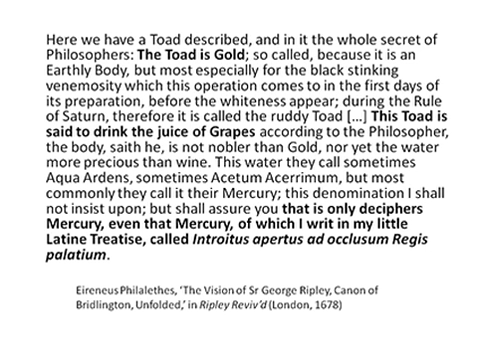 Here we have a Toad described, and in it the whole secret of
Philosophers: The Toad is Gold; so called, because it is an
Earthly Body, but most especially for the black stinking
venemosity which this operation comes to in the first days of
its preparation, before the whiteness appear; during the Rule
of Saturn, therefore it is called the ruddy Toad [...] This Toad is
said to drink the juice of Grapes according to the Philosopher,
the body, saith he, is not nobler than Gold, nor yet the water
more precious than wine. This water they call sometimes
Aqua Ardens, sometimes Acetum Acerrimum, but most
commonly they call it their Mercury; this denomination I shall
not insist upon; but shall assure you that is only deciphers
Mercury, even that Mercury, of which I writ in my little
Latine Treatise, called Introitus apertus ad occlusum Regis
palatium.
Eireneus Philalethes, 'The Vision of Sr George Ripley, Canon of
Bridlington, Unfolded,' in Ripley Reviv'd (London, 1678)